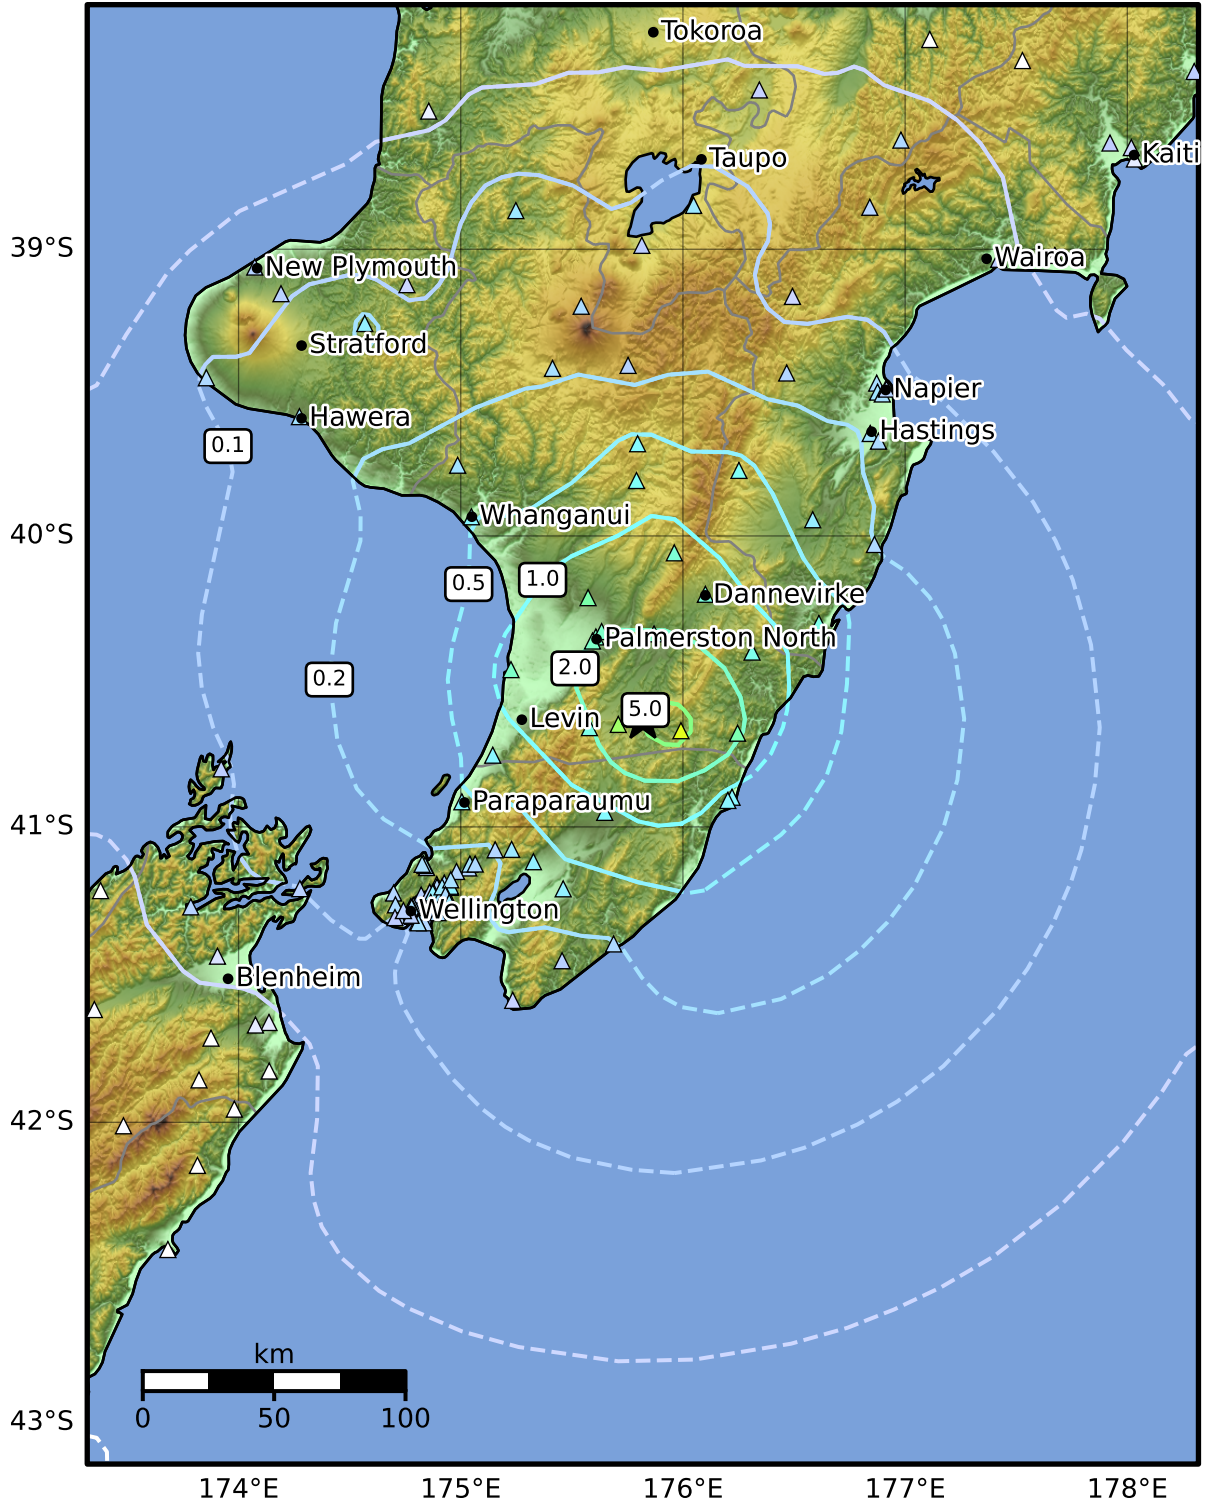 Tokoroa
Taupo
Kaiti
39°S
New Plymouth
Wairoa
Stratford
Napier
Hawera
Hastings
0.1
Whanganui
40°S
0.5
1.0
Dannevirke
Palmerston North
2.0
0.2
5.0
Levin
Paraparaumu
41°S
Wellington
Blenheim
42°S
km
0
50
100
43°S
174°E
175°E
176°E
177°E
178°E